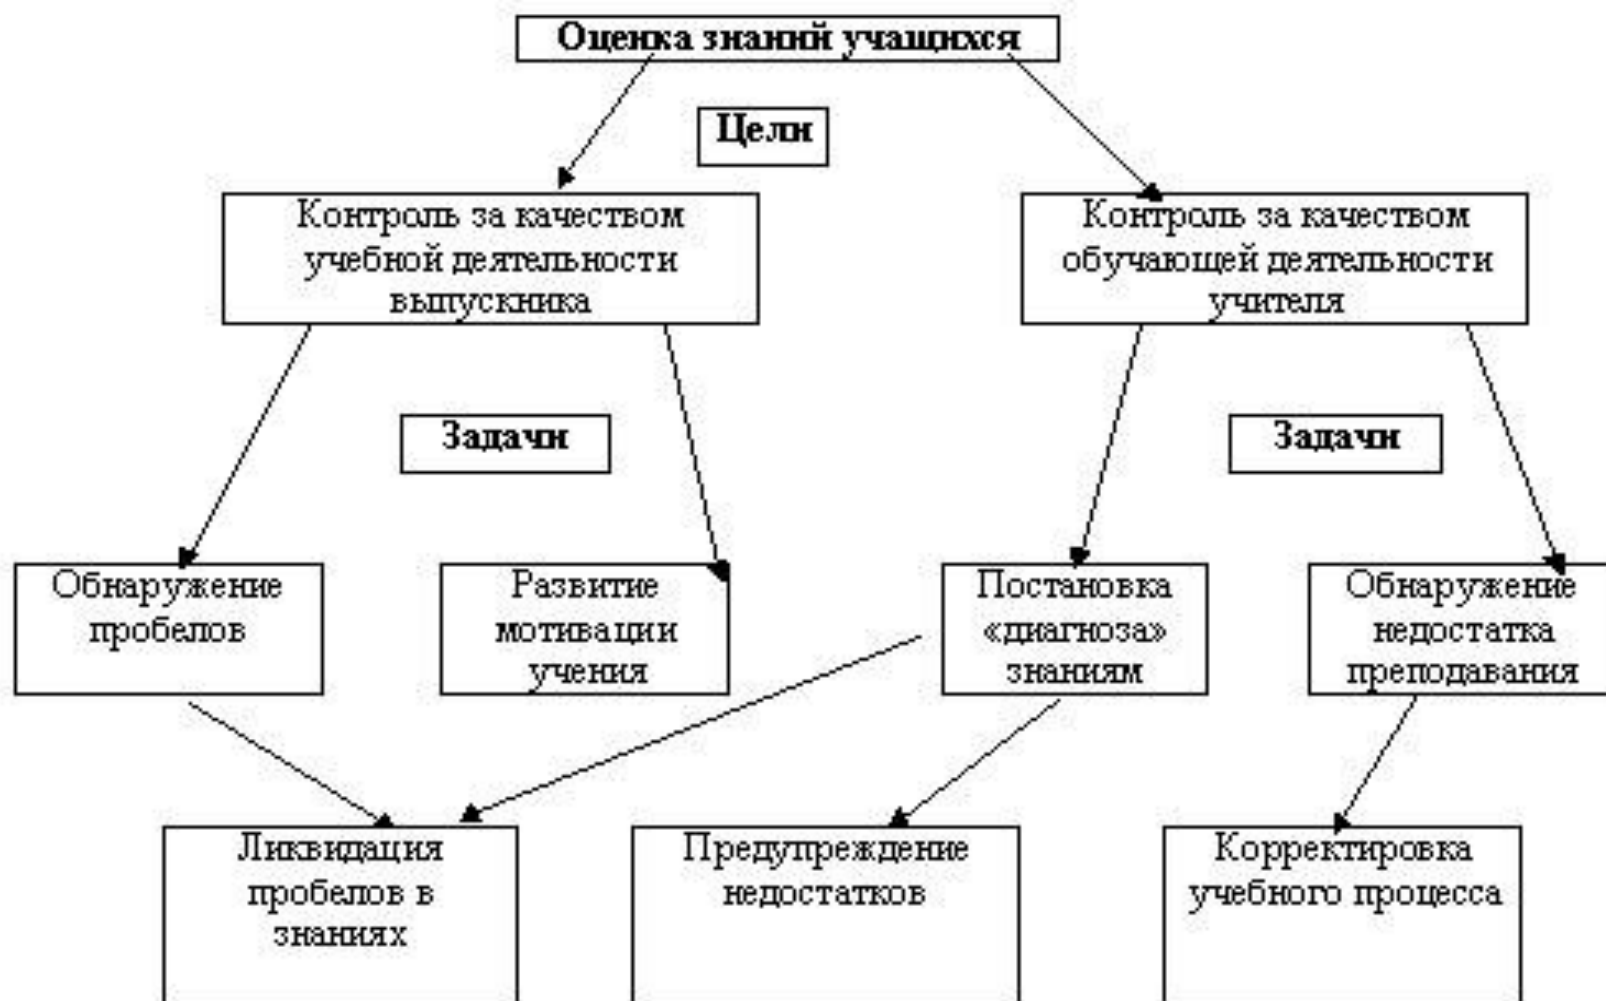 Оценка знаний учащихся
Цели
Контроль за качеством
учебной деятельности
выпускника
Контроль за качеством
обучающей деятельности
учителя
Задачи
Задачи
Обнаружение
пробелов
Развитие
мотивации
учения
Постановка
«диагноза»
знаниям
Обнаружение
недостатка
преподавания
Ликвидация
пробелов в
знаниях
Предупреждение
недостатков
Корректировка
учебного процесса